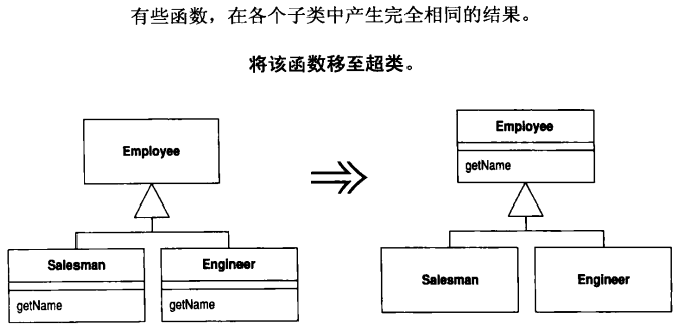 有些函数，在各个子类中产生完全相同的结果。
将该函数移至超类。
Employee
Salesman
getName
Engineer
getName
Employee
getName
Salesman
Engineer